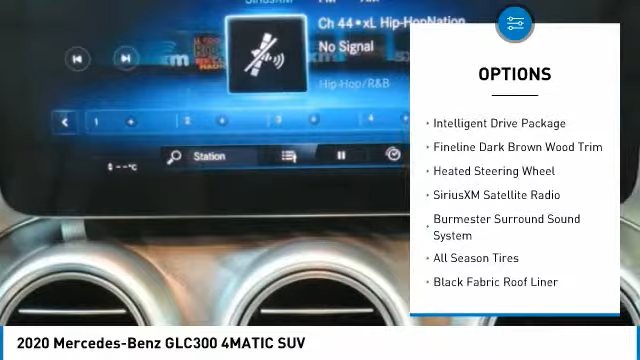 SiriusXM
Ch 44•xL Hip-HopNation
No Signal
Hip-Hop/R&B
1
2
3
4
--°C
Station
OPTIONS
Intelligent Drive Package
Fineline Dark Brown Wood Trim
Heated Steering Wheel
SiriusXM Satellite Radio
Burmester Surround Sound
System
All Season Tires
Black Fabric Roof Liner
2020 Mercedes-Benz GLC300 4MATIC SUV